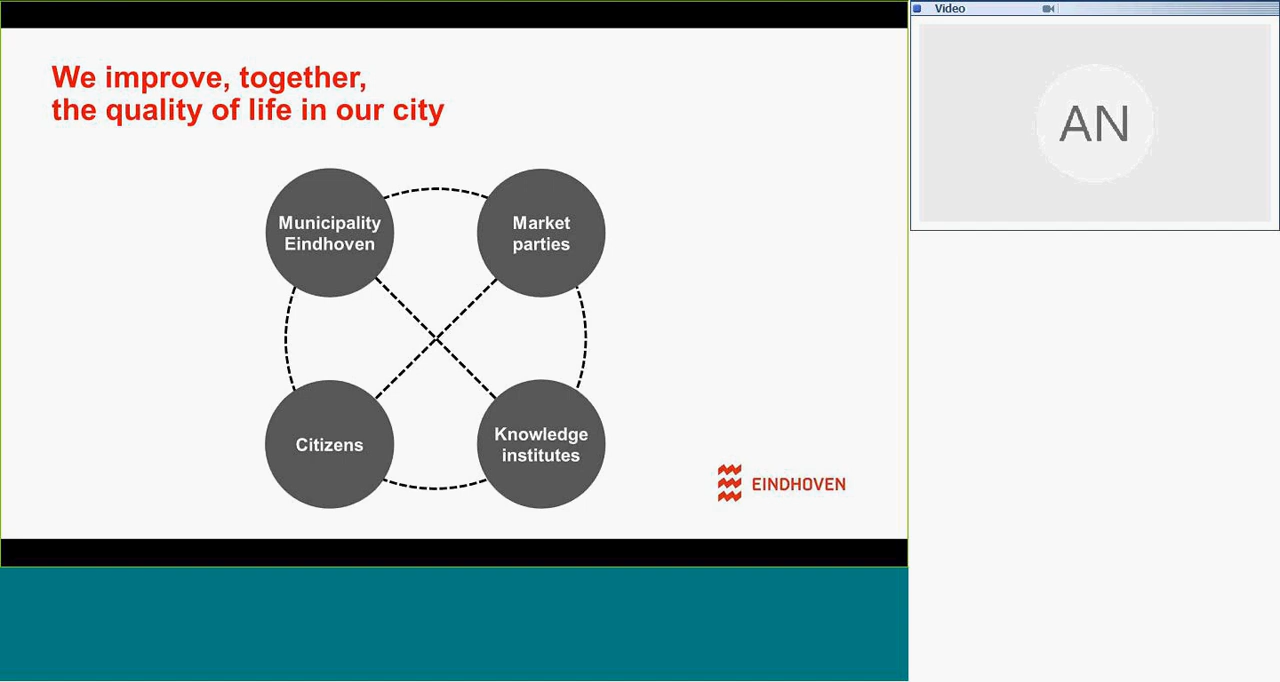 We improve, together,
the quality of life in our city
Municipality
Eindhoven
Market
parties
Citizens
Knowledge
institutes
EINDHOVEN
Video
AN